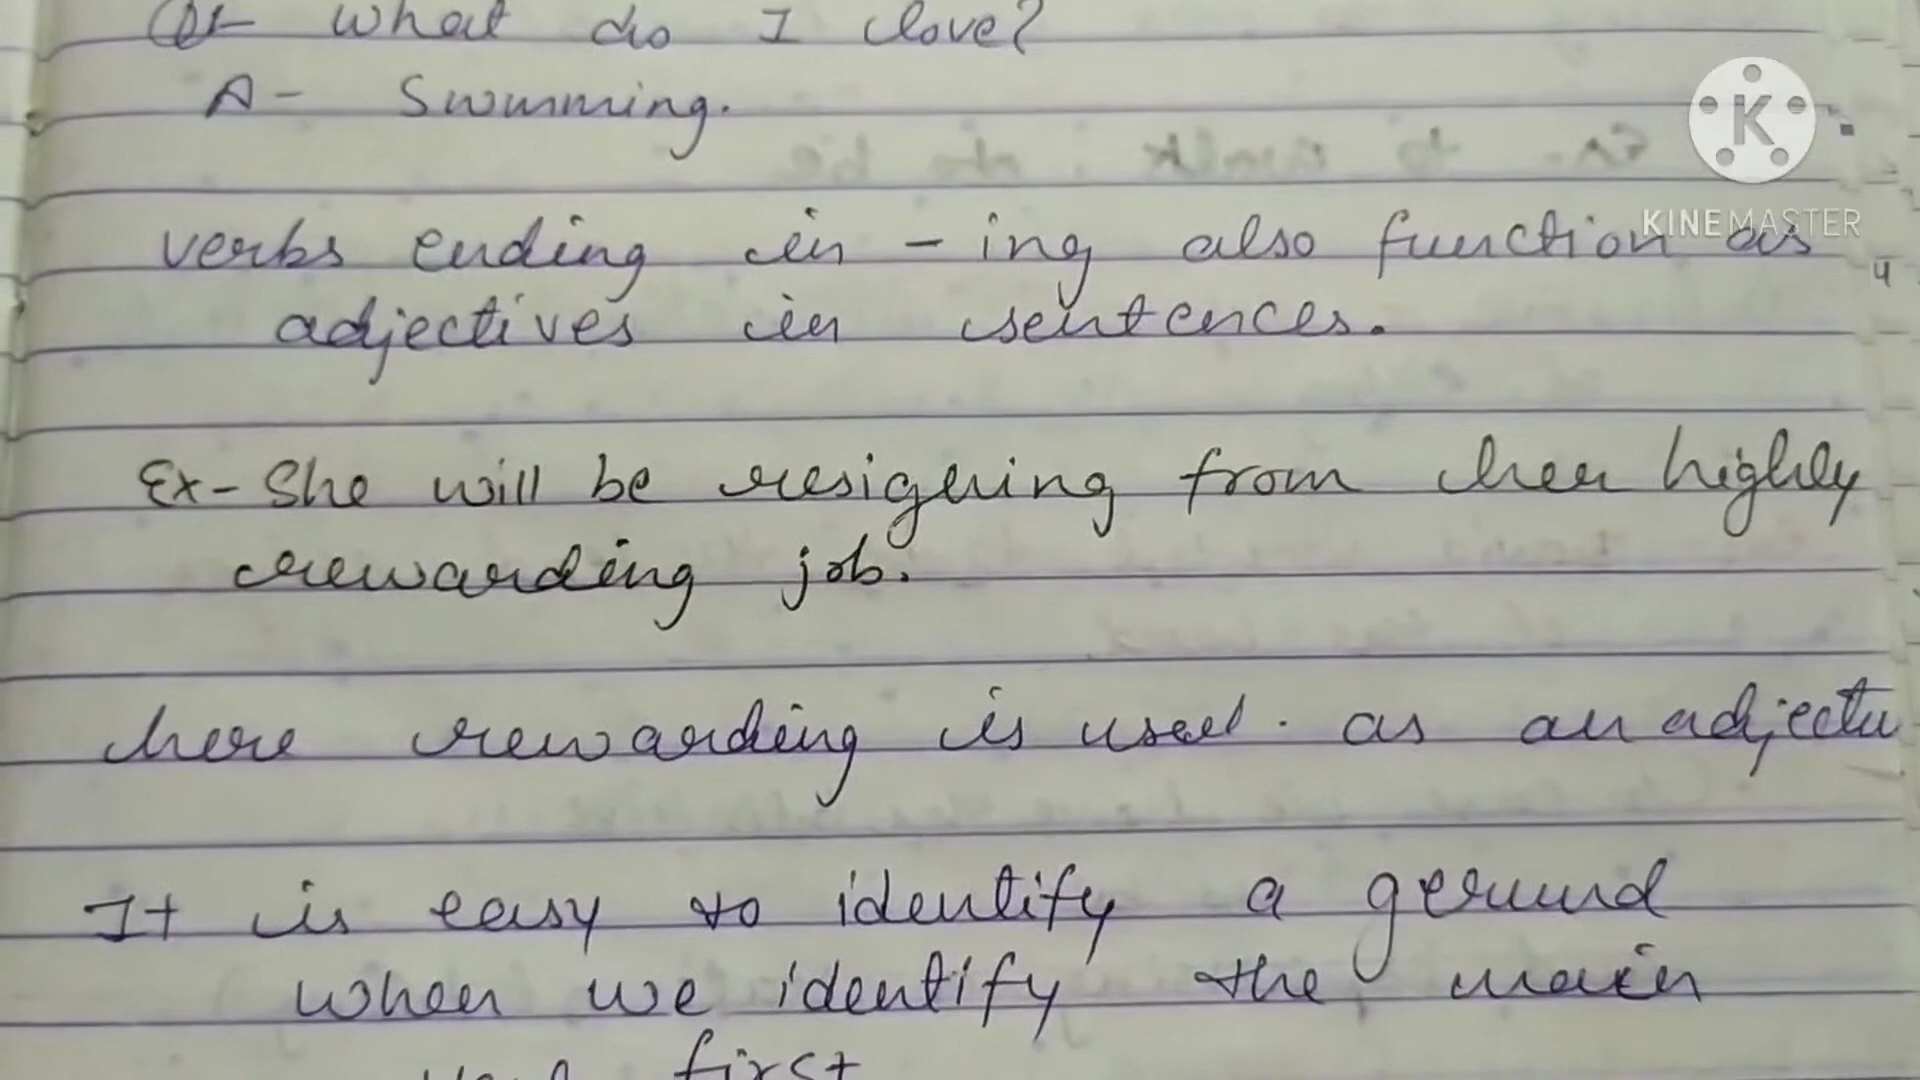 Q- What do I love?
A- Swimming.
verbs ending in - ing also function as
adjectives in sentences.
Ex- She will be resigning from her highly
rewarding job.
here rewarding is used as an adjectiv
It is easy to identify a gerund
when we identify the main
verb first
KINEMASTER